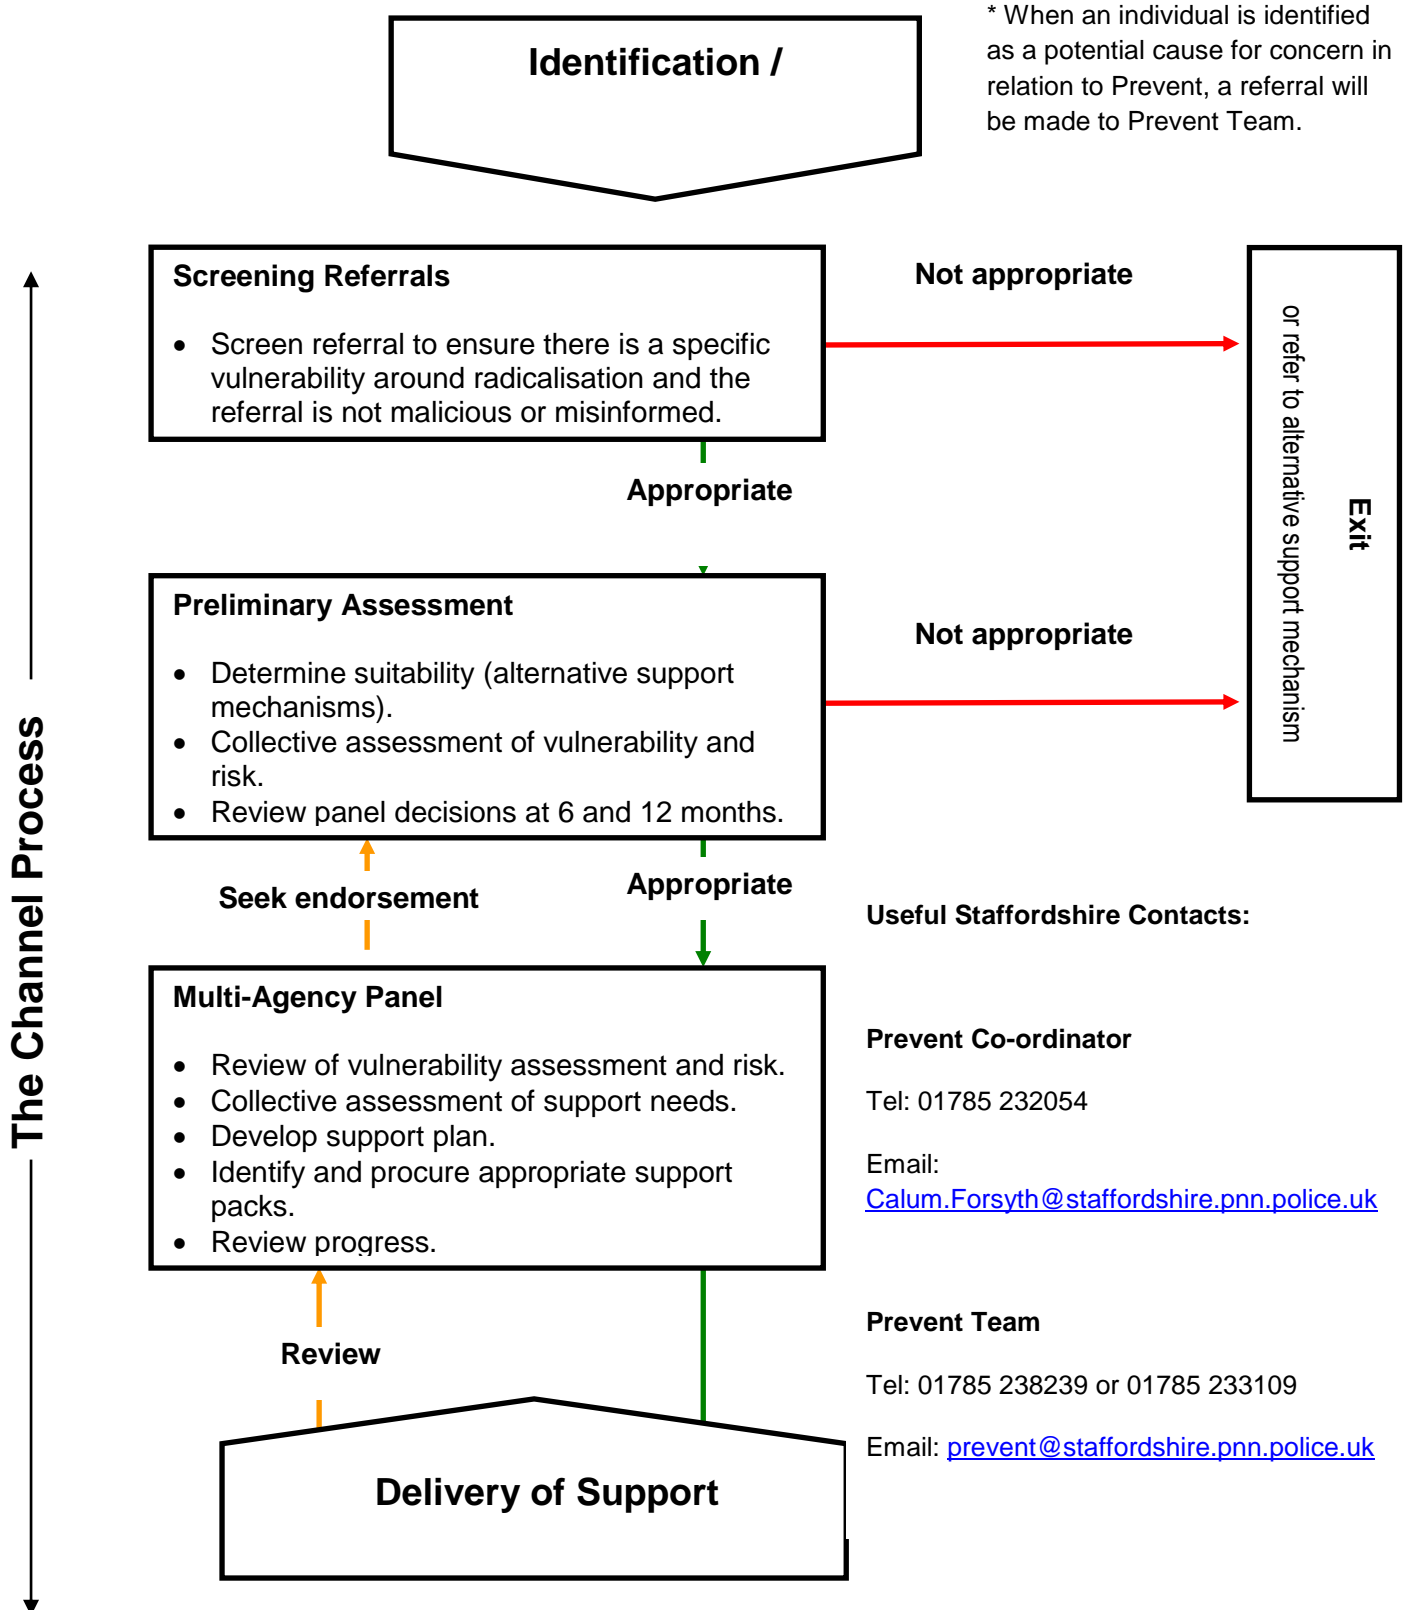 Identification /
* When an individual is identified
as a potential cause for concern in
relation to Prevent, a referral will
be made to Prevent Team.
The Channel Process
Screening Referrals
• Screen referral to ensure there is a specific
vulnerability around radicalisation and the
referral is not malicious or misinformed.
Not appropriate
Exit
or refer to alternative support mechanism
Appropriate
Preliminary Assessment
• Determine suitability (alternative support
mechanisms).
• Collective assessment of vulnerability and
risk.
• Review panel decisions at 6 and 12 months.
Not appropriate
Seek endorsement
Appropriate
Multi-Agency Panel
• Review of vulnerability assessment and risk.
• Collective assessment of support needs.
• Develop support plan.
• Identify and procure appropriate support
packs.
• Review progress.
Review
Delivery of Support
Useful Staffordshire Contacts:
Prevent Co-ordinator
Tel: 01785 232054
Email:
Calum.Forsyth@staffordshire.pnn.police.uk
Prevent Team
Tel: 01785 238239 or 01785 233109
Email: prevent@staffordshire.pnn.police.uk